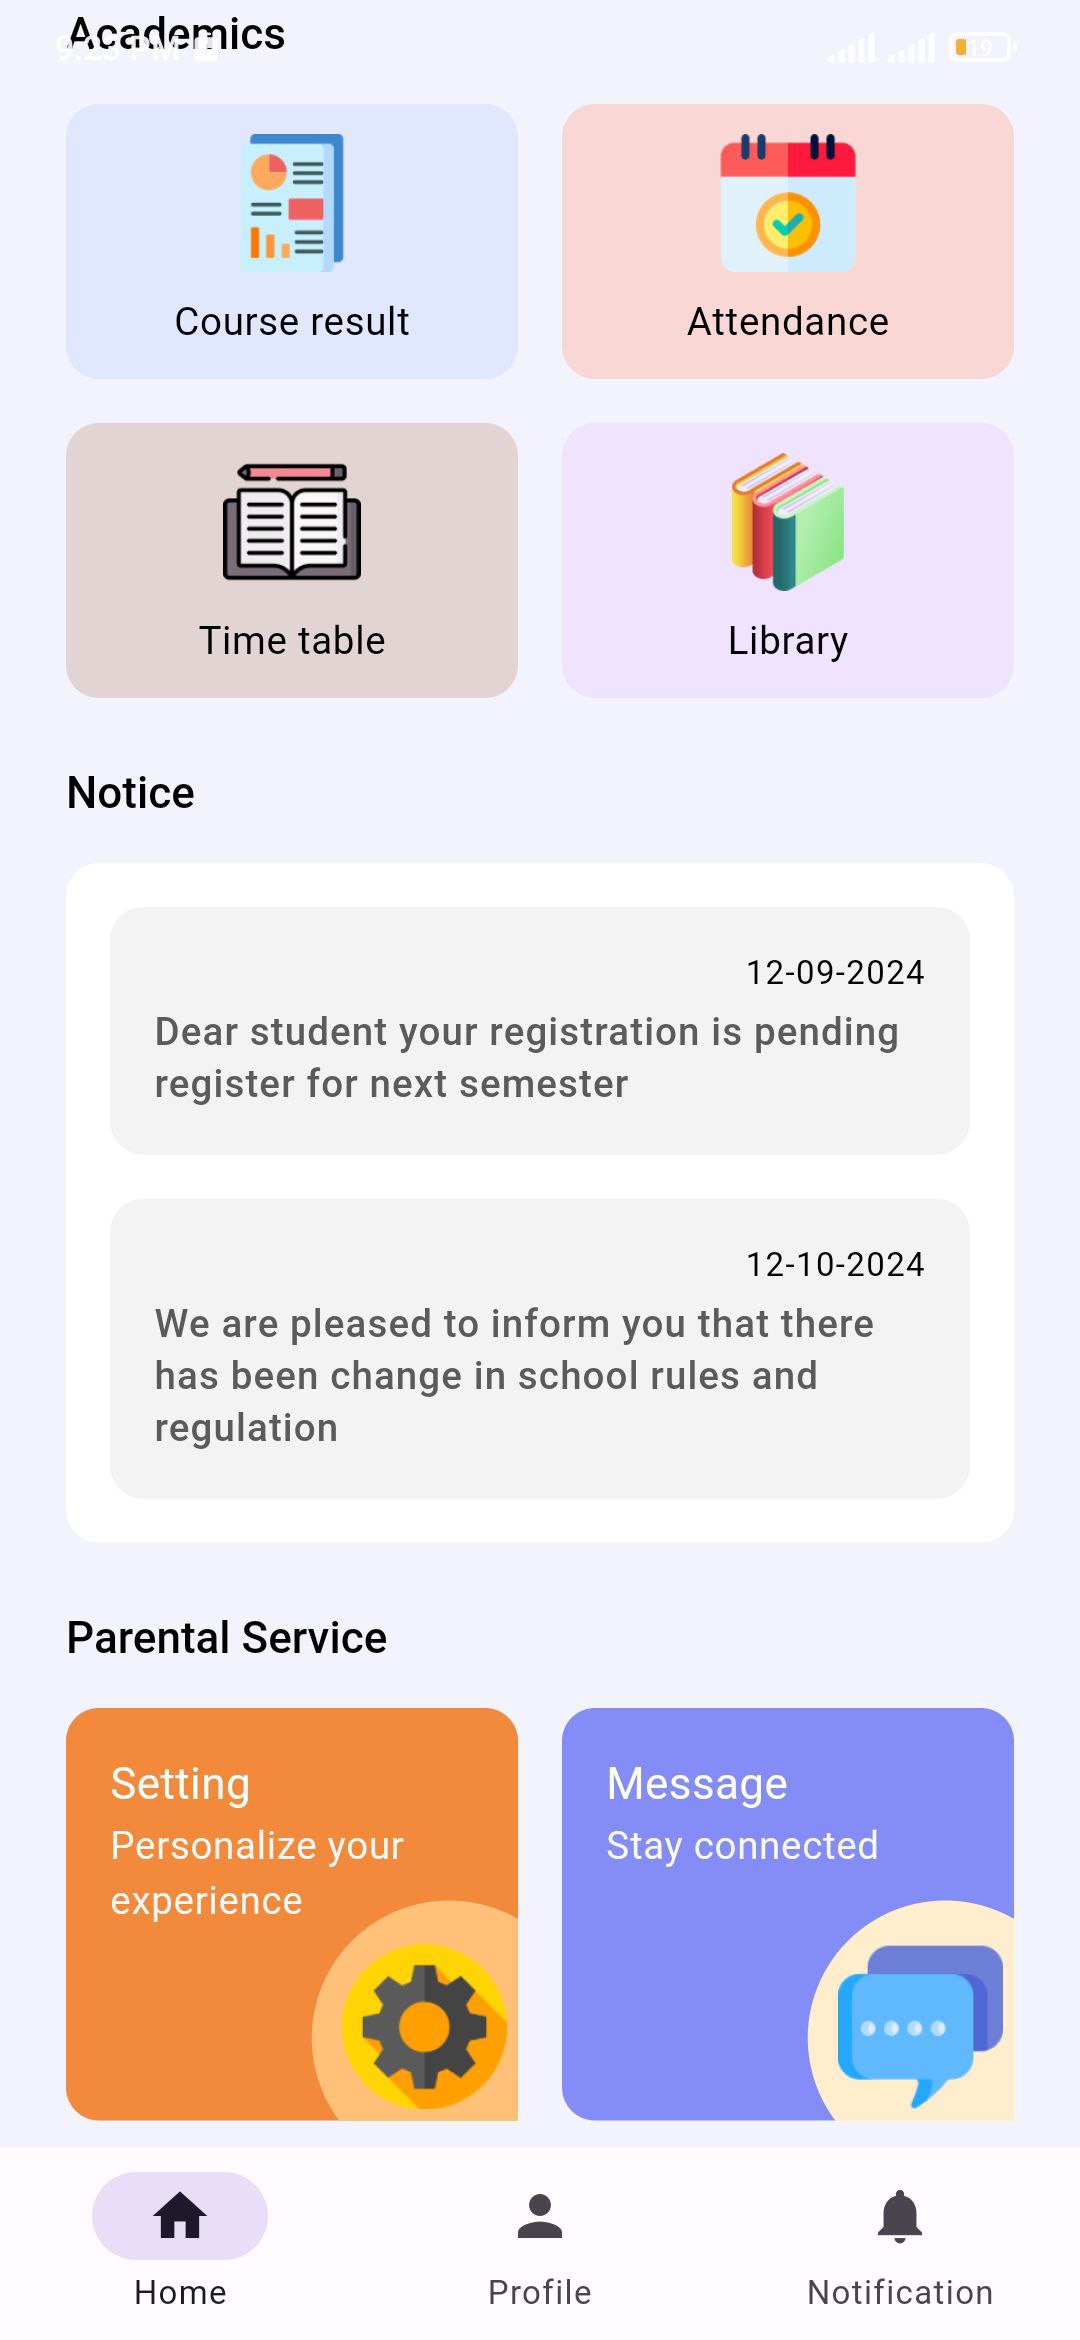 Academics
19
Course result
Attendance
Time table
Library
Notice
12-09-2024
Dear student your registration is pending
register for next semester
12-10-2024
We are pleased to inform you that there
has been change in school rules and
regulation
Parental Service
Setting
Personalize your
experience
Message
Stay connected
Home
Profile
Notification